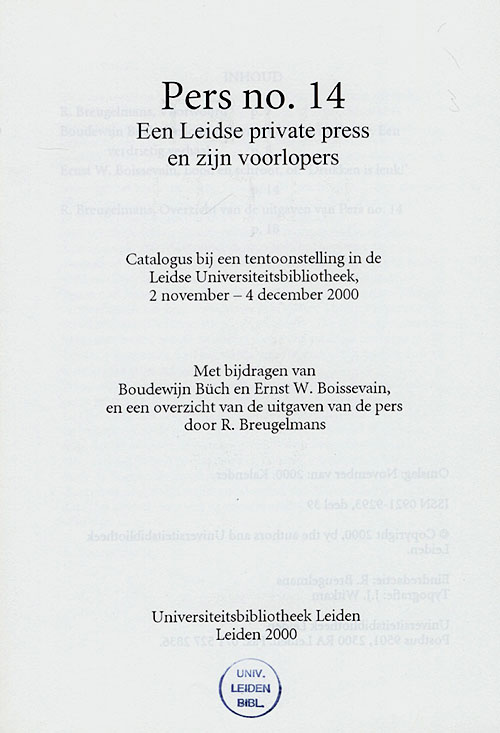 Pers no. 14
Een Leidse private press
en zijn voorlopers
Catalogus bij een tentoonstelling in de
Leidse Universiteitsbibliotheek,
2 november – 4 december 2000
Met bijdragen van
Boudewijn Büch en Ernst W. Boissevain,
en een overzicht van de uitgaven van de pers
door R. Breugelmans
Universiteitsbibliotheek Leiden
Leiden 2000
UNIV.
LEIDEN
BIBL.